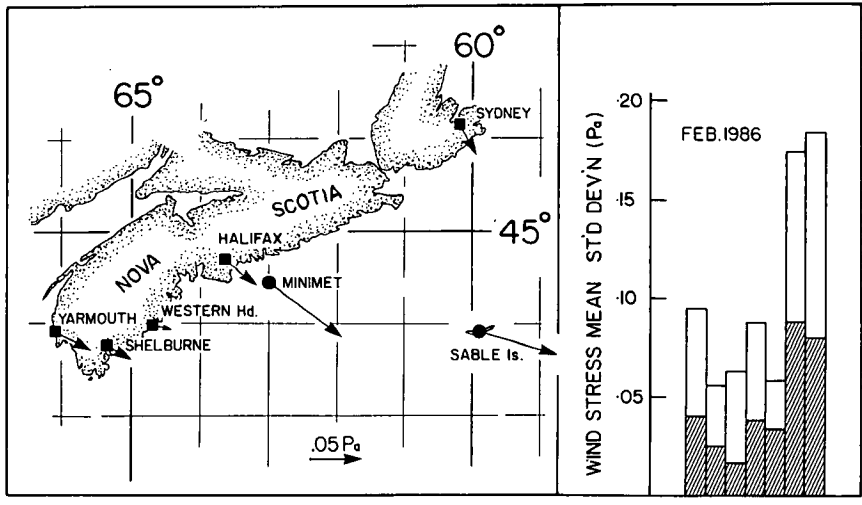 60°
65°
SYDNEY
SCOTIA
45°
HALIFAX
NOVA
MINIMET
YARMOUTH
WESTERN Hd.
SHELBURNE
SABLE Is.
.05 Pa
WIND STRESS MEAN ST'D DEV'N (Pa)
.20
FEB. 1986
.15
.10
.05